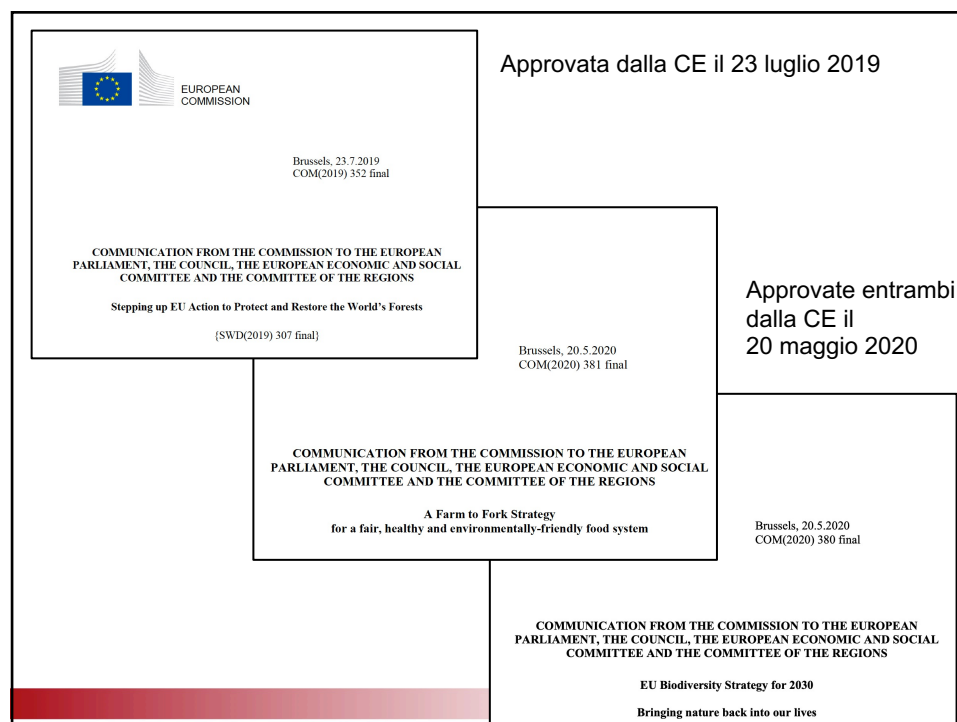 EUROPEAN
COMMISSION
Approvata dalla CE il 23 luglio 2019
Brussels, 23.7.2019
COM(2019) 352 final
COMMUNICATION FROM THE COMMISSION TO THE EUROPEAN
PARLIAMENT, THE COUNCIL, THE EUROPEAN ECONOMIC AND SOCIAL
COMMITTEE AND THE COMMITTEE OF THE REGIONS
Stepping up EU Action to Protect and Restore the World's Forests
{SWD(2019) 307 final}
Approvate entrambi
dalla CE il
20 maggio 2020
Brussels, 20.5.2020
COM(2020) 381 final
COMMUNICATION FROM THE COMMISSION TO THE EUROPEAN
PARLIAMENT, THE COUNCIL, THE EUROPEAN ECONOMIC AND SOCIAL
COMMITTEE AND THE COMMITTEE OF THE REGIONS
A Farm to Fork Strategy
for a fair, healthy and environmentally-friendly food system
Brussels, 20.5.2020
COM(2020) 380 final
COMMUNICATION FROM THE COMMISSION TO THE EUROPEAN
PARLIAMENT, THE COUNCIL, THE EUROPEAN ECONOMIC AND SOCIAL
COMMITTEE AND THE COMMITTEE OF THE REGIONS
EU Biodiversity Strategy for 2030
Bringing nature back into our lives